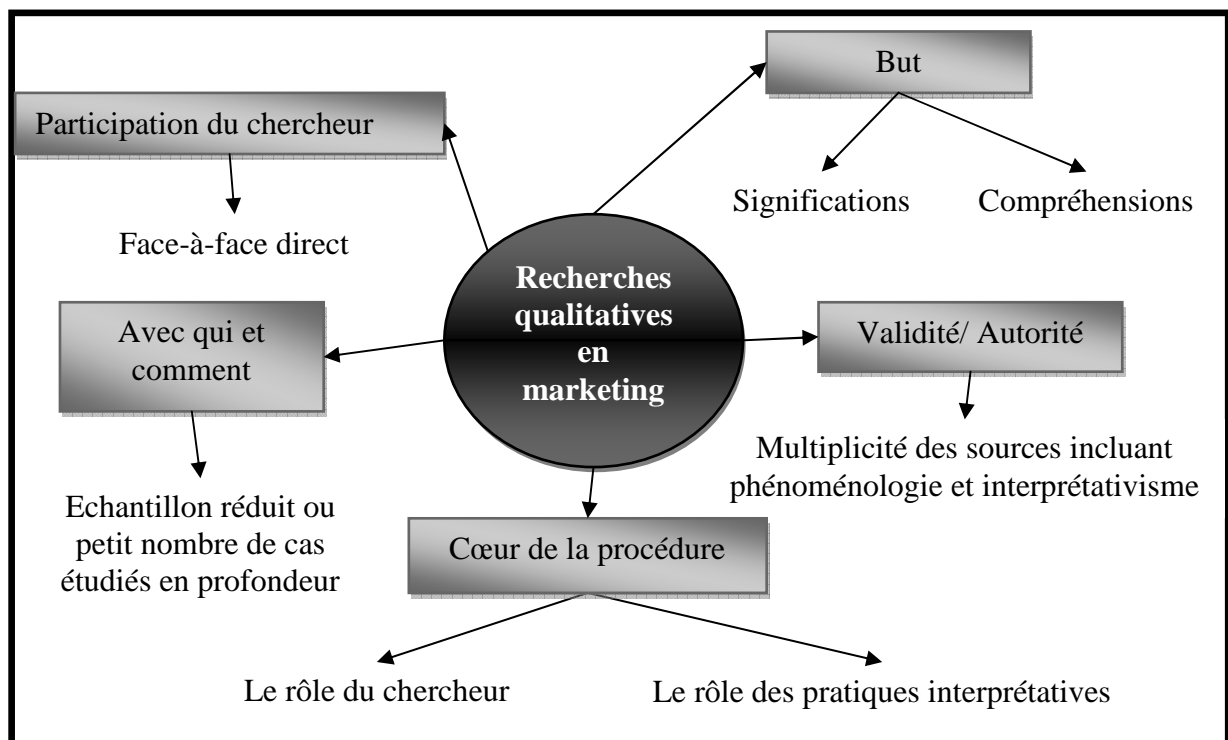 But
Participation du chercheur
Significations
Compréhensions
Face-à-face direct
Recherches
qualitatives
en
marketing
Avec qui et
comment
Validité/ Autorité
Multiplicité des sources incluant
phénoménologie et interprétativisme
Echantillon réduit ou
petit nombre de cas
étudiés en profondeur
Cœur de la procédure
Le rôle du chercheur
Le rôle des pratiques interprétatives